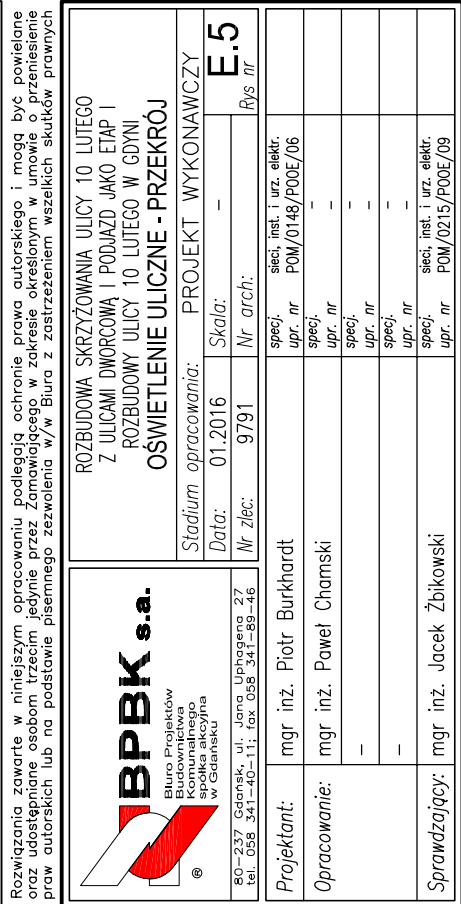 Rozwiązania zawarte w niniejszym opracowaniu podlegają ochronie prawa autorskiego i mogą być powielane
oraz udostępniane osobom trzecim jedynie przez Zamawiającego w zakresie określonym w umowie o przeniesienie
praw autorskich lub na podstawie pisemnego zezwolenia w/w Biura z zastrzeżeniem wszelkich skutków prawnych
BPBK s.a.
Biuro Projektów
Budownictwa
Komunalnego
spółka akcyjna
w Gdańsku
®
80-237 Gdańsk, ul. Jana Uphagena 27
tel. 058 341-40-11; fax 058 341-89-46
ROZBUDOWA SKRZYŻOWANIA ULICY 10 LUTEGO
Z ULICAMI DWORCOWĄ I PODJAZD JAKO ETAP I
ROZBUDOWY ULICY 10 LUTEGO W GDYNI
OŚWIETLENIE ULICZNE - PRZEKRÓJ
Stadium opracowania: PROJEKT WYKONAWCZY
Data: 01.2016 Skala: -
Nr zlec: 9791 Nr arch:
E.5
Rys nr
Projektant: mgr inż. Piotr Burkhardt specj. sieci, inst. i urz. elektr.
upr. nr POM/0148/POOE/06
Opracowanie: mgr inż. Paweł Chamski specj. -
upr. nr -
- specj. -
upr. nr -
- specj. -
upr. nr -
Sprawdzający: mgr inż. Jacek Żbikowski specj. sieci, inst. i urz. elektr.
upr. nr POM/0215/POOE/09